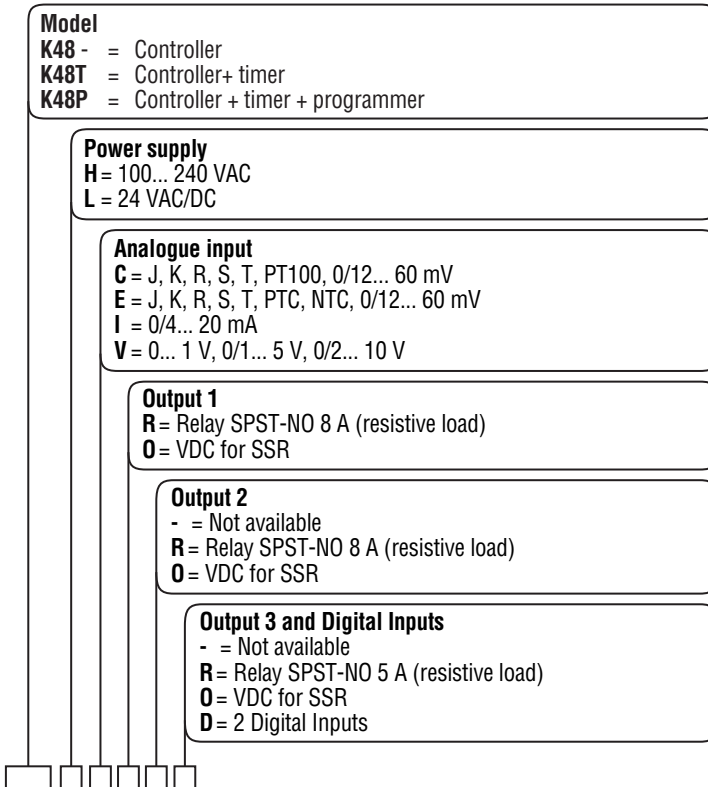 Model
K48 - = Controller
K48T = Controller+ timer
K48P = Controller + timer + programmer
Power supply
H = 100... 240 VAC
L = 24 VAC/DC
Analogue input
C = J, K, R, S, T, PT100, 0/12... 60 mV
E = J, K, R, S, T, PTC, NTC, 0/12... 60 mV
I = 0/4... 20 mA
V = 0... 1 V, 0/1... 5 V, 0/2... 10 V
Output 1
R = Relay SPST-NO 8 A (resistive load)
O = VDC for SSR
Output 2
- = Not available
R = Relay SPST-NO 8 A (resistive load)
O = VDC for SSR
Output 3 and Digital Inputs
- = Not available
R = Relay SPST-NO 5 A (resistive load)
O = VDC for SSR
D = 2 Digital Inputs